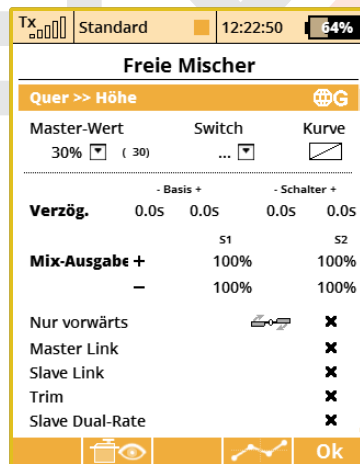 Tx Standard 12:22:50 64%
Freie Mischer
Quer >> Höhe G
Master-Wert Switch Kurve
30% ( 30) ...
- Basis + - Schalter +
Verzög. 0.0s 0.0s 0.0s 0.0s
S1 S2
Mix-Ausgabe + 100% 100%
– 100% 100%
Nur vorwärts
Master Link
Slave Link
Trim
Slave Dual-Rate
Ok